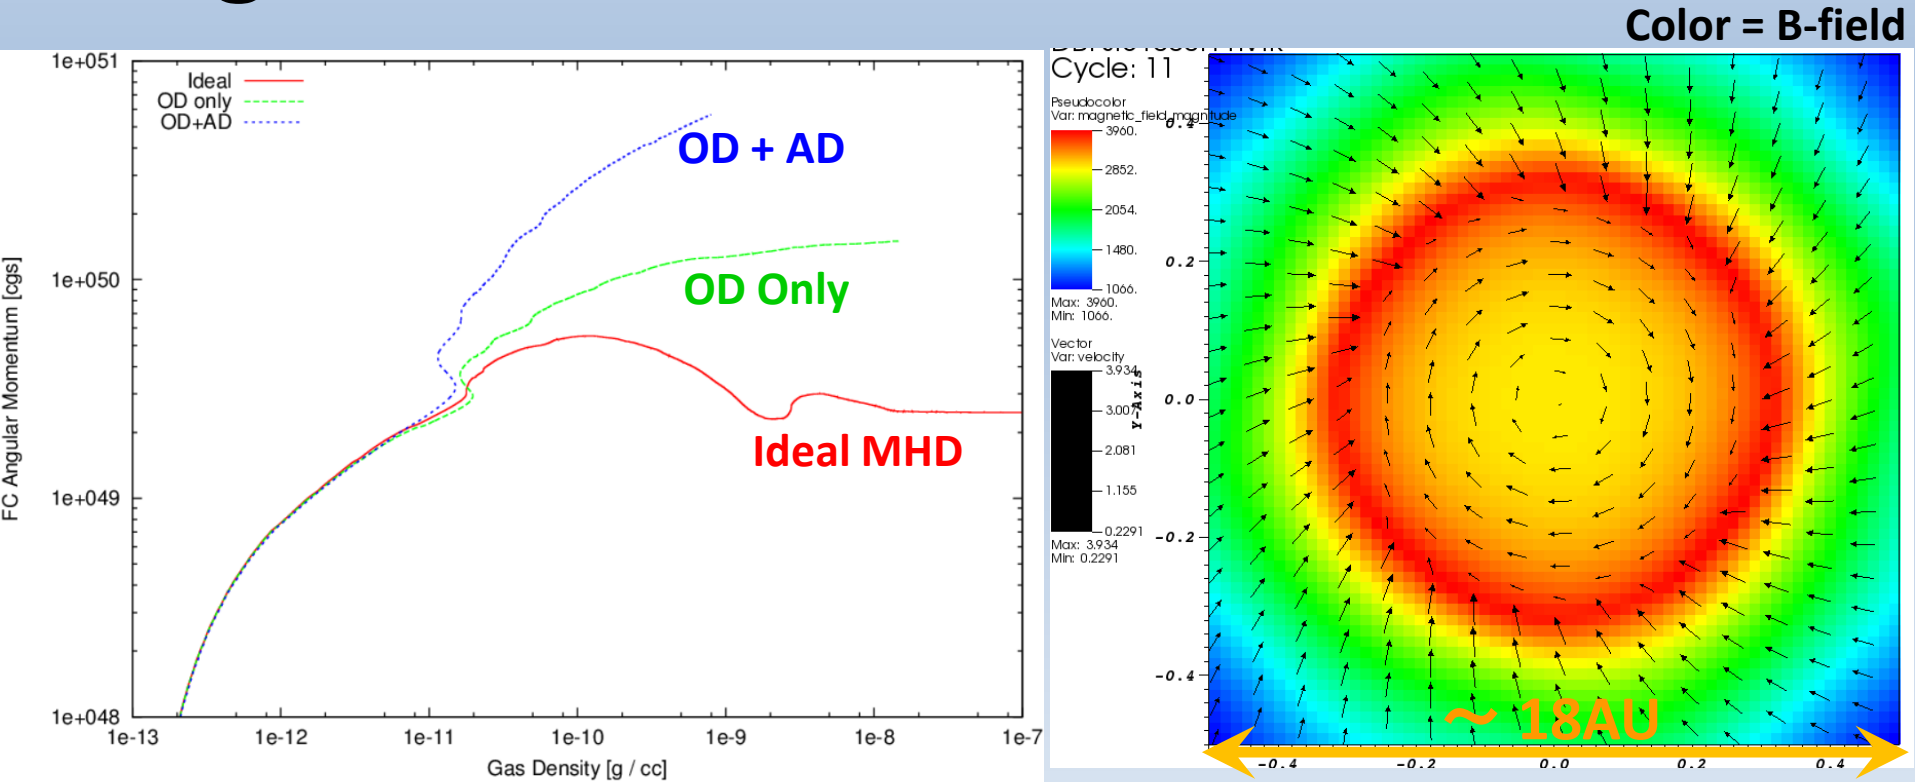 Color = B-field
1e+051
1e+050
1e+049
1e+048
FC Angular Momentum [cgs]
Ideal
OD only
OD+AD
OD + AD
OD Only
Ideal MHD
1e-13 1e-12 1e-11 1e-10 1e-9 1e-8 1e-7
Gas Density [g / cc]
Cycle: 11
Pseudocolor
Var: magnetic_field_magnitude
3960.
2852.
2054.
1480.
1066.
Max: 3960.
Min: 1066.
Vector
Var: velocity
3.934
3.007
2.081
1.155
0.2291
Max: 3.934
Min: 0.2291
Y-Axis
0.4
0.2
0.0
-0.2
-0.4
~ 18AU
-0.4 -0.2 0.0 0.2 0.4